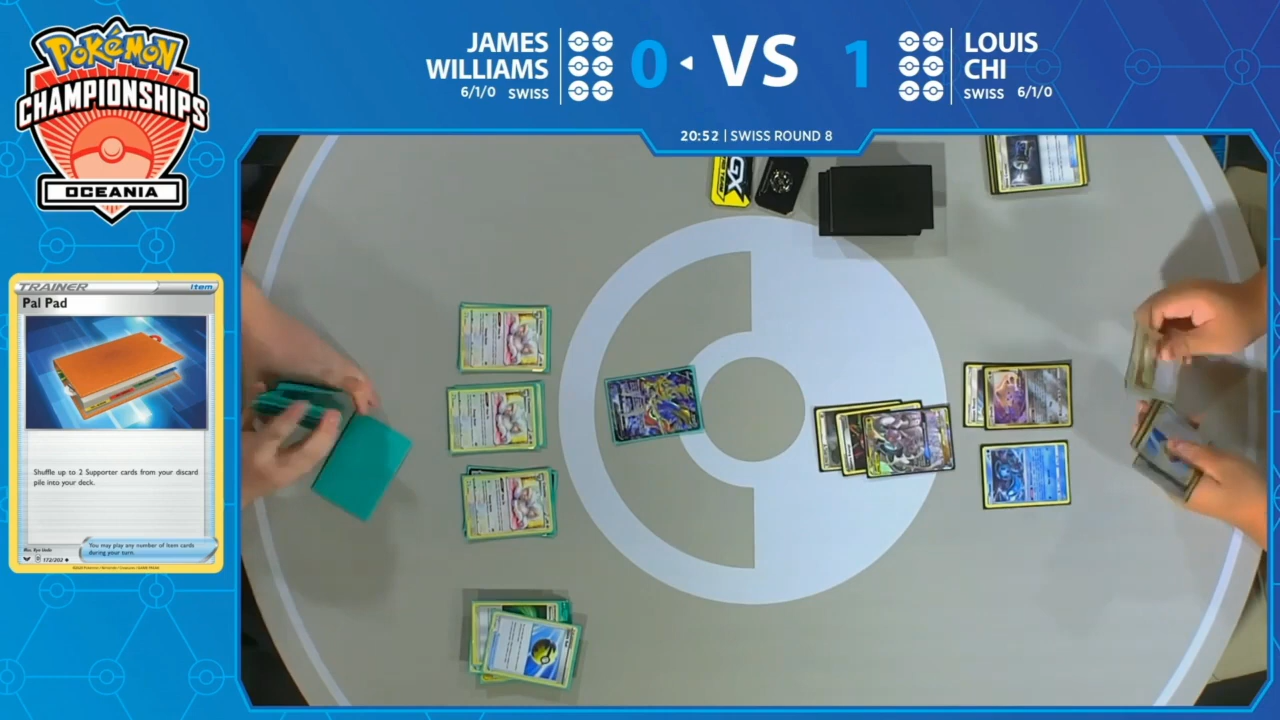 Pokémon
CHAMPIONSHIPS
OCEANIA
JAMES
WILLIAMS
6/1/0 SWISS
0
VS
1
LOUIS
CHI
SWISS 6/1/0
20:52 | SWISS ROUND 8
GX
TRAINER Item
Pal Pad
Shuffle up to 2 Supporter cards from your discard
pile into your deck.
You may play any number of Item cards
during your turn.